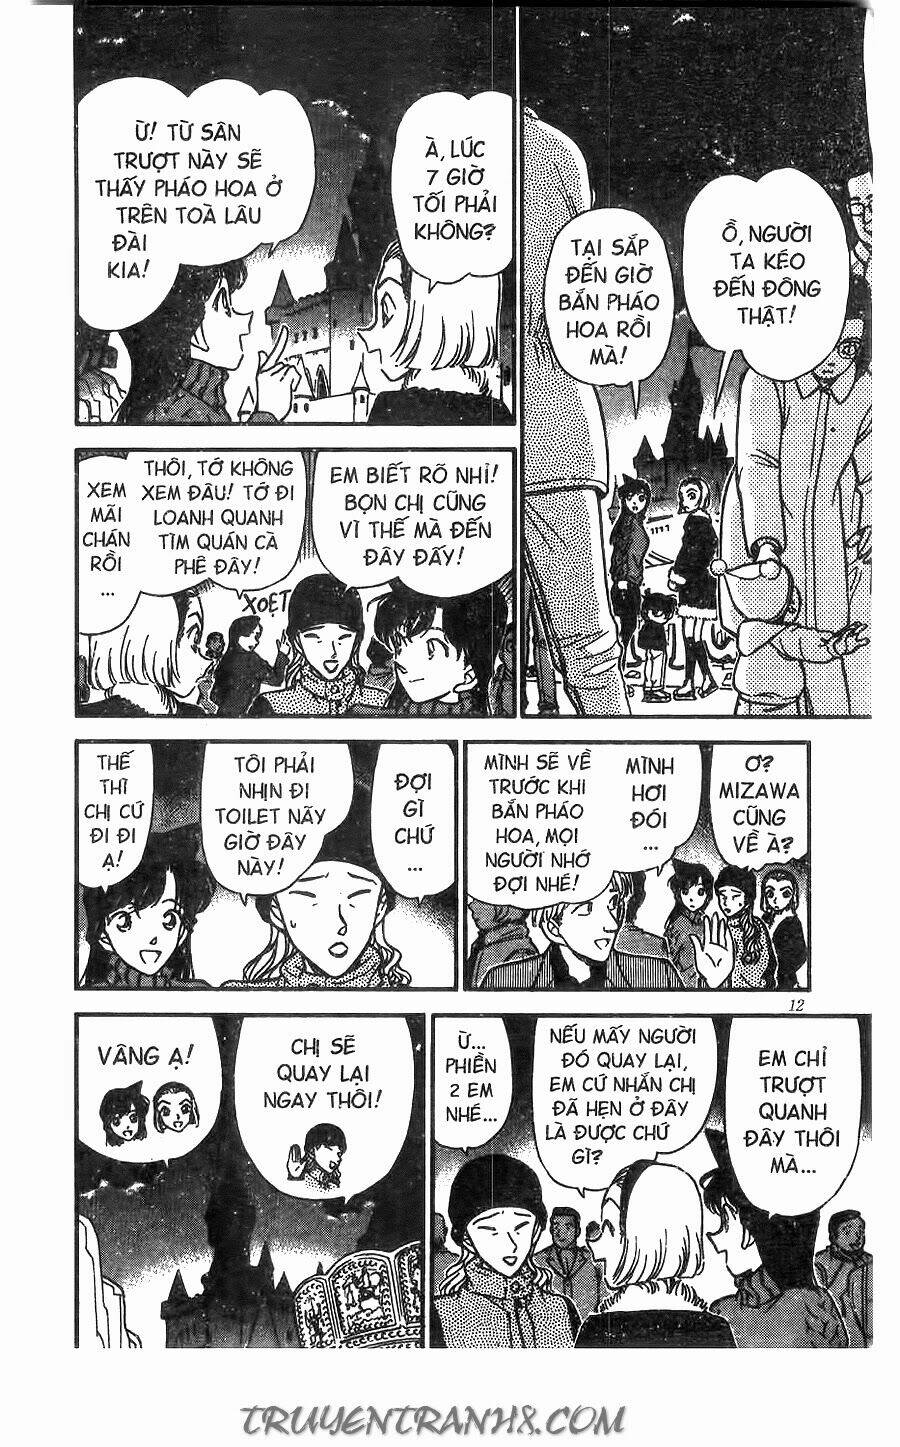 Ồ, NGƯỜI
TA KÉO
ĐẾN ĐÔNG
THẬT!
TẠI SẮP
ĐẾN GIỜ
BẮN PHÁO
HOA RỒI
MÀ!
À, LÚC
7 GIỜ
TỐI PHẢI
KHÔNG?
Ừ! TỪ SÂN
TRƯỢT NÀY SẼ
THẤY PHÁO HOA Ở
TRÊN TOÀ LÂU
ĐÀI
KIA!
EM BIẾT RÕ NHỈ!
BỌN CHỊ CŨNG
VÌ THẾ MÀ ĐẾN
ĐÂY ĐẤY!
THÔI, TỚ KHÔNG
XEM ĐÂU! TỚ ĐI
LOANH QUANH
TÌM QUÁN CÀ
PHÊ ĐÂY!
XOẸT
XEM
MÃI
CHÁN
RỒI
...
Ơ?
MIZAWA
CŨNG
VỀ À?
MÌNH
HƠI
ĐÓI
...
MÌNH SẼ VỀ
TRƯỚC KHI
BẮN PHÁO
HOA, MỌI
NGƯỜI NHỚ
ĐỢI NHÉ!
ĐỢI
GÌ
CHỨ
...
TÔI PHẢI
NHỊN ĐI
TOILET NÃY
GIỜ ĐÂY
NÀY!
THẾ
THÌ
CHỊ CỨ
ĐI ĐI
Ạ!
12
EM CHỈ
TRƯỢT
QUANH
ĐÂY THÔI
MÀ...
NẾU MẤY NGƯỜI
ĐÓ QUAY LẠI,
EM CỨ NHẮN CHỊ
ĐÃ HẸN Ở ĐÂY
LÀ ĐƯỢC CHỨ
GÌ?
Ừ...
PHIỀN
2 EM
NHÉ...
CHỊ SẼ
QUAY LẠI
NGAY THÔI!
VÂNG Ạ!
TRUYENTRANH8.COM